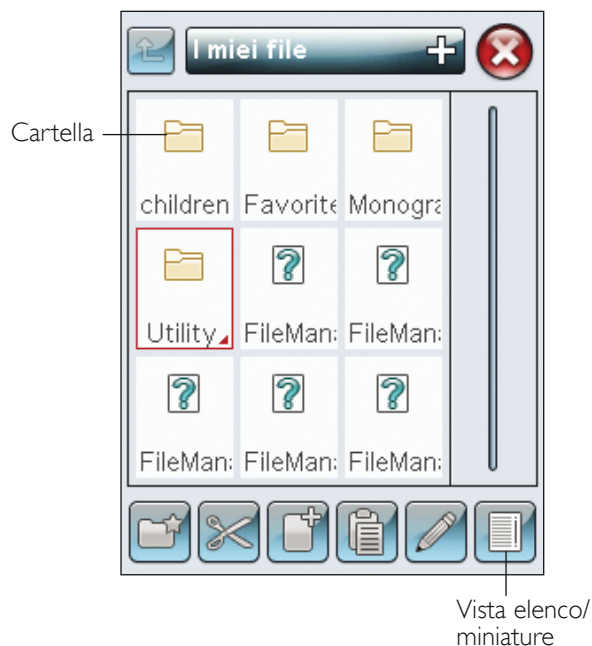 I miei file
Cartella
children Favorite Monogra
Utility FileMan FileMan
FileMan FileMan FileMan
Vista elenco/
miniature